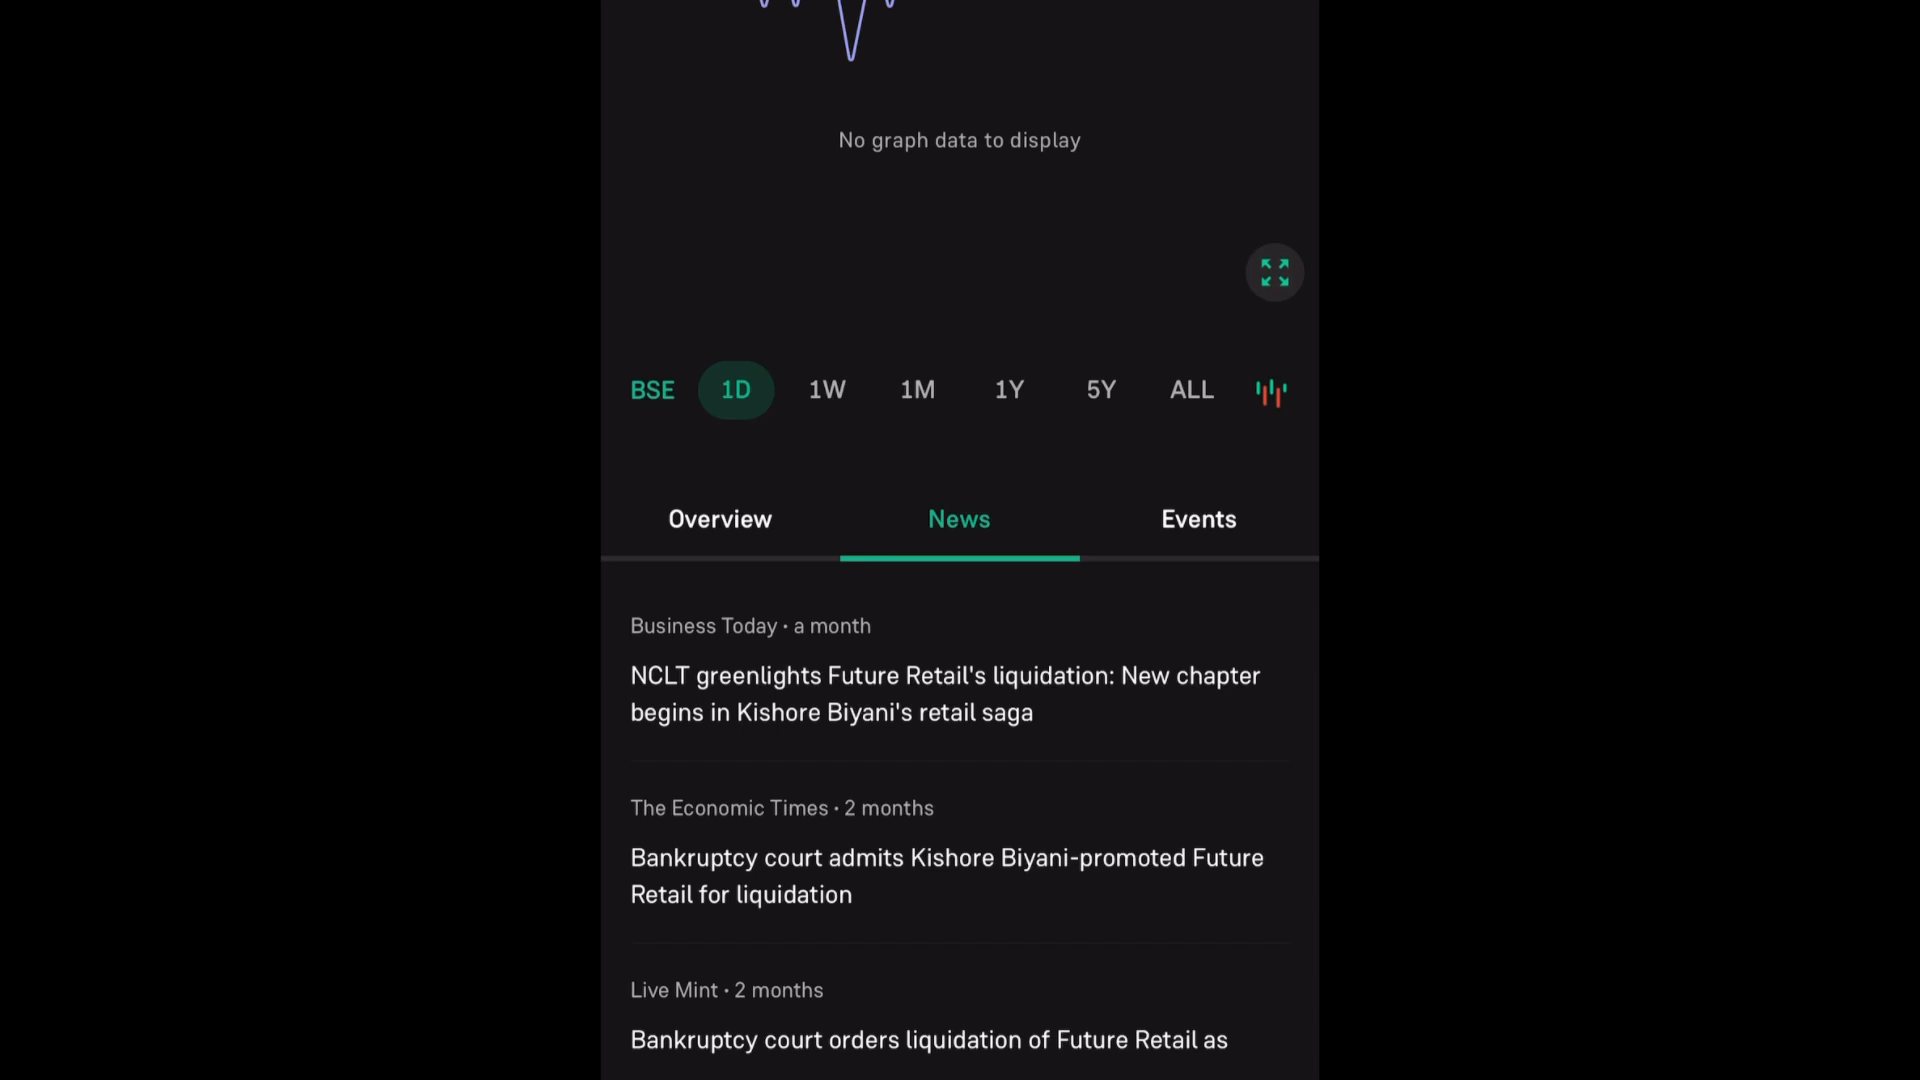 No graph data to display
BSE 1D 1W 1M 1Y 5Y ALL
Overview News Events
Business Today • a month
NCLT greenlights Future Retail's liquidation: New chapter
begins in Kishore Biyani's retail saga
The Economic Times • 2 months
Bankruptcy court admits Kishore Biyani-promoted Future
Retail for liquidation
Live Mint • 2 months
Bankruptcy court orders liquidation of Future Retail as